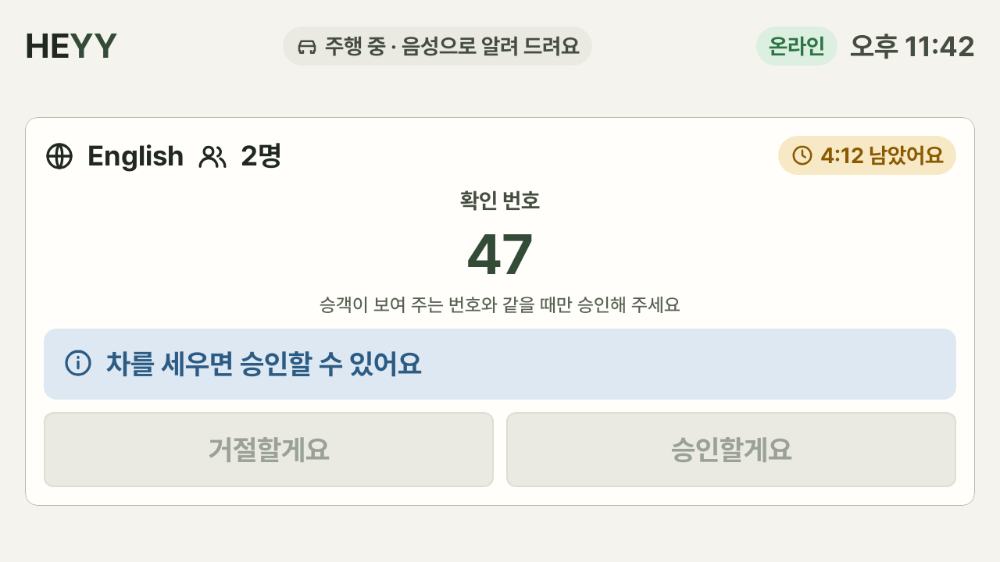 HEYY
주행 중 · 음성으로 알려 드려요
온라인
오후 11:42
English 2명
4:12 남았어요
확인 번호
47
승객이 보여 주는 번호와 같을 때만 승인해 주세요
차를 세우면 승인할 수 있어요
거절할게요
승인할게요